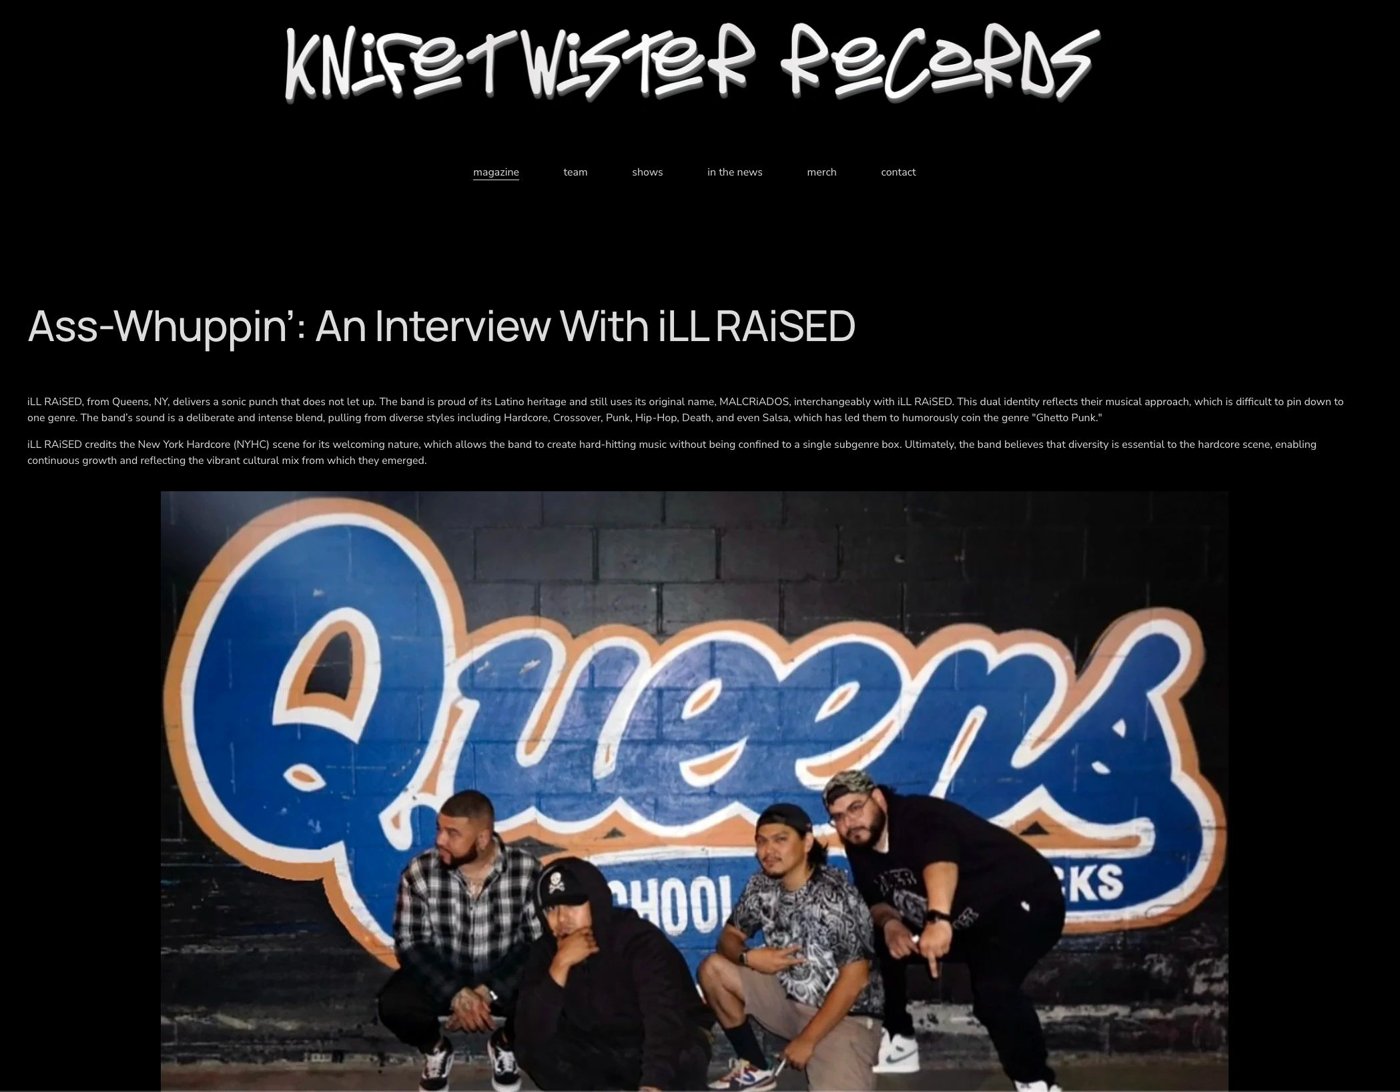 KNiFeTWiSTeR ReCoRDS
magazine team shows in the news merch contact
Ass-Whuppin’: An Interview With iLL RAiSED
iLL RAiSED, from Queens, NY, delivers a sonic punch that does not let up. The band is proud of its Latino heritage and still uses its original name, MALCRiADOS, interchangeably with iLL RAiSED. This dual identity reflects their musical approach, which is difficult to pin down to
one genre. The band’s sound is a deliberate and intense blend, pulling from diverse styles including Hardcore, Crossover, Punk, Hip-Hop, Death, and even Salsa, which has led them to humorously coin the genre "Ghetto Punk."
iLL RAiSED credits the New York Hardcore (NYHC) scene for its welcoming nature, which allows the band to create hard-hitting music without being confined to a single subgenre box. Ultimately, the band believes that diversity is essential to the hardcore scene, enabling
continuous growth and reflecting the vibrant cultural mix from which they emerged.
Queens
CHOOL CKS